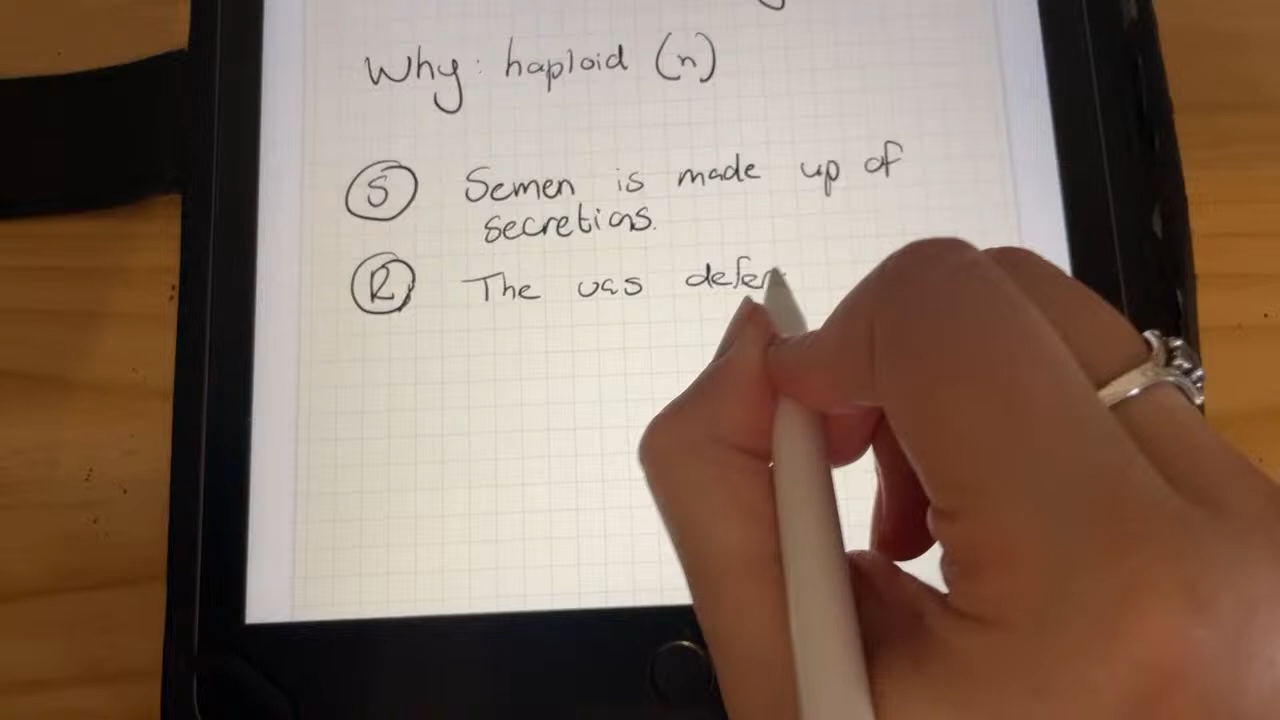 Why: haploid (n)
S Semen is made up of
secretions.
R The vas defer